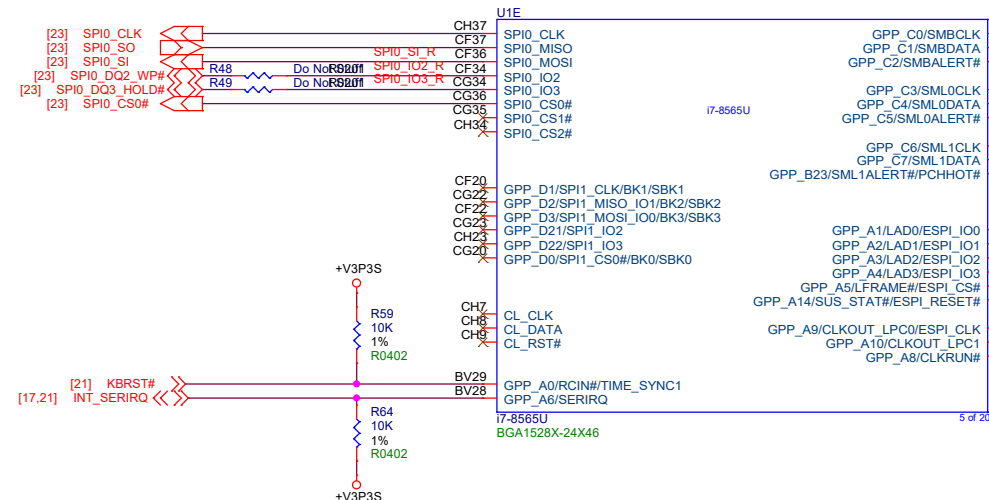 U1E
[23] SPI0_CLK CH37 SPI0_CLK GPP_C0/SMBCLK
[23] SPI0_SO CF37 SPI0_MISO GPP_C1/SMBDATA
[23] SPI0_SI SPI0_SI_R CF36 SPI0_MOSI GPP_C2/SMBALERT#
[23] SPI0_DQ2_WP# R48 SPI0_IO2_R CF34 SPI0_IO2
[23] SPI0_DQ3_HOLD# R49 SPI0_IO3_R CG34 SPI0_IO3 GPP_C3/SML0CLK
[23] SPI0_CS0# CG36 SPI0_CS0# GPP_C4/SML0DATA
CG35 SPI0_CS1# i7-8565U GPP_C5/SML0ALERT#
CH34 SPI0_CS2#
GPP_C6/SML1CLK
GPP_C7/SML1DATA
GPP_B23/SML1ALERT#/PCHHOT#
CF20 GPP_D1/SPI1_CLK/BK1/SBK1
CG22 GPP_D2/SPI1_MISO_IO1/BK2/SBK2
CF22 GPP_D3/SPI1_MOSI_IO0/BK3/SBK3
CG23 GPP_D21/SPI1_IO2 GPP_A1/LAD0/ESPI_IO0
CH23 GPP_D22/SPI1_IO3 GPP_A2/LAD1/ESPI_IO1
CG20 GPP_D0/SPI1_CS0#/BK0/SBK0 GPP_A3/LAD2/ESPI_IO2
+V3P3S GPP_A4/LAD3/ESPI_IO3
GPP_A5/LFRAME#/ESPI_CS#
GPP_A14/SUS_STAT#/ESPI_RESET#
R59 CH7 CL_CLK
10K CH8 CL_DATA GPP_A9/CLKOUT_LPC0/ESPI_CLK
1% CH9 CL_RST# GPP_A10/CLKOUT_LPC1
R0402 GPP_A8/CLKRUN#
[21] KBRST# BV29 GPP_A0/RCIN#/TIME_SYNC1
[17,21] INT_SERIRQ BV28 GPP_A6/SERIRQ
R64 i7-8565U 5 of 20
10K BGA1528X-24X46
1%
R0402
+V3P3S